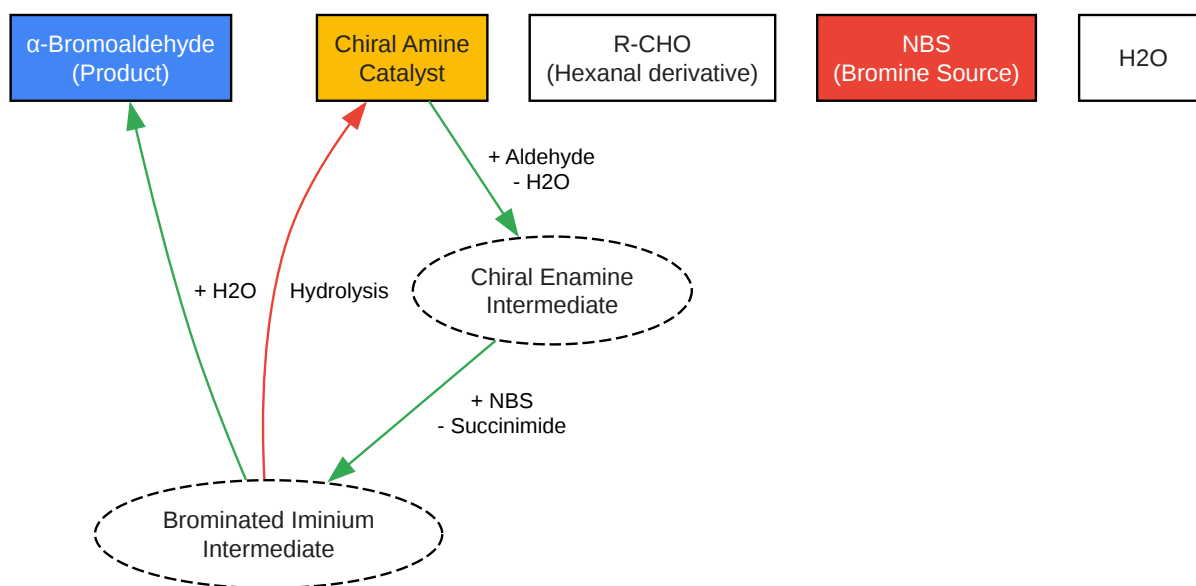 α-Bromoaldehyde
(Product)
Chiral Amine
Catalyst
R-CHO
(Hexanal derivative)
NBS
(Bromine Source)
H2O
+ Aldehyde
- H2O
Chiral Enamine
Intermediate
+ H2O
Hydrolysis
+ NBS
- Succinimide
Brominated Iminium
Intermediate